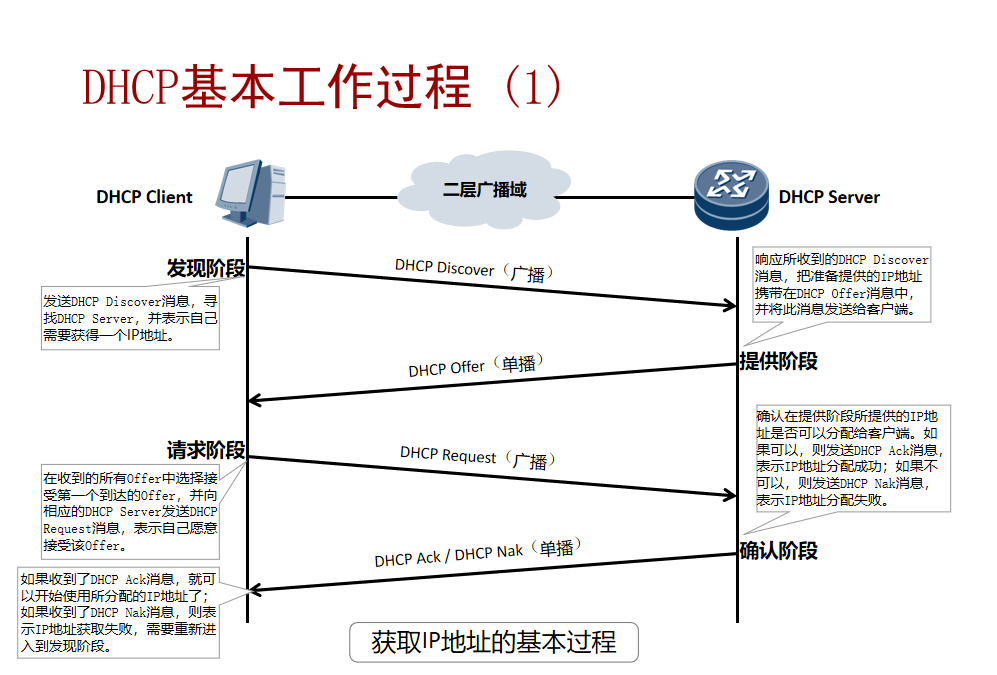 DHCP基本工作过程 (1)
DHCP Client
二层广播域
DHCP Server
发现阶段
DHCP Discover（广播）
发送DHCP Discover消息，寻
找DHCP Server，并表示自己
需要获得一个IP地址。
响应所收到的DHCP Discover
消息，把准备提供的IP地址
携带在DHCP Offer消息中，
并将此消息发送给客户端。
DHCP Offer（单播）
提供阶段
请求阶段
DHCP Request（广播）
在收到的所有Offer中选择接
受第一个到达的Offer，并向
相应的DHCP Server发送DHCP
Request消息，表示自己愿意
接受该Offer。
确认在提供阶段所提供的IP地
址是否可以分配给客户端。如
果可以，则发送DHCP Ack消息，
表示IP地址分配成功；如果不
可以，则发送DHCP Nak消息，
表示IP地址分配失败。
DHCP Ack / DHCP Nak（单播）
确认阶段
如果收到了DHCP Ack消息，就可
以开始使用所分配的IP地址了；
如果收到了DHCP Nak消息，则表
示IP地址获取失败，需要重新进
入到发现阶段。
获取IP地址的基本过程